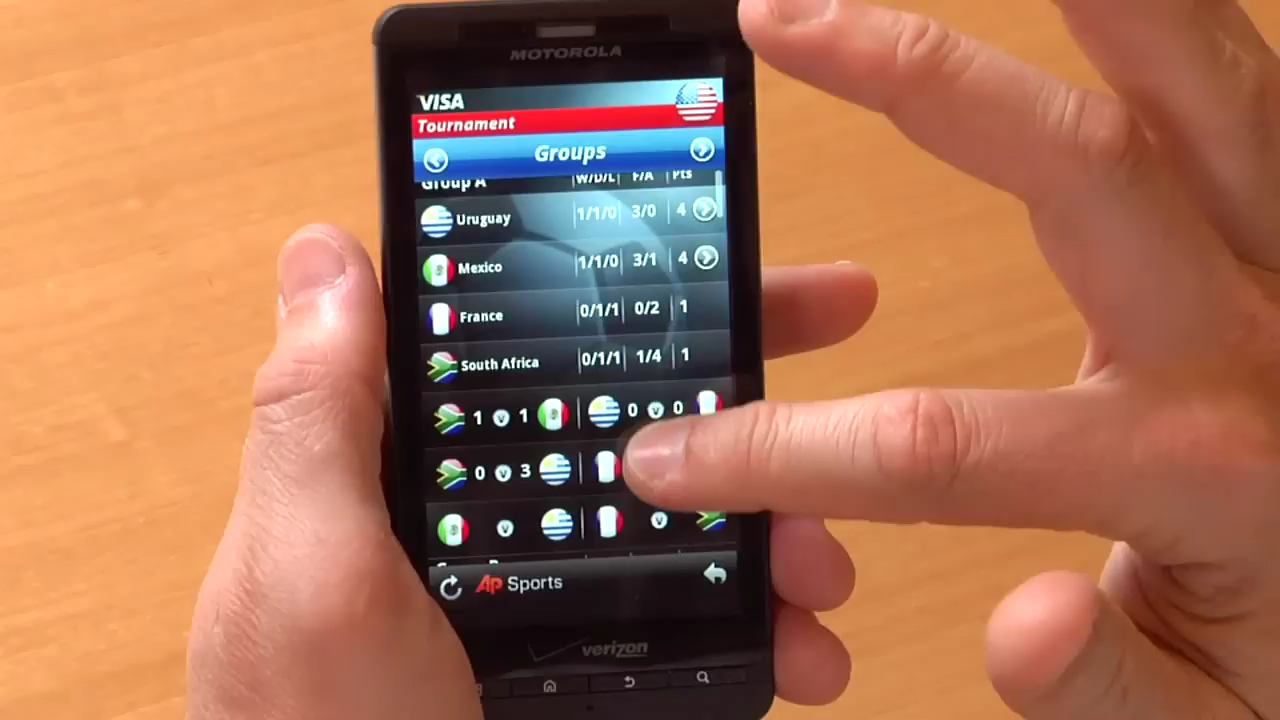 MOTOROLA
VISA
Tournament
Groups
Group A W/D/L F/A Pts
Uruguay 1/1/0 3/0 4
Mexico 1/1/0 3/1 4
France 0/1/1 0/2 1
South Africa 0/1/1 1/4 1
1 v 1 0 v 0
0 v 3
v v
AP Sports
verizon